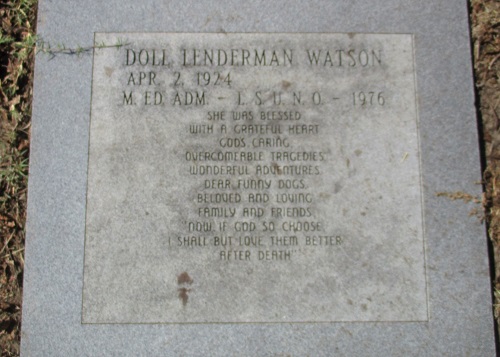 DOLL LENDERMAN WATSON
APR. 2, 1924
M. ED. ADM. - L. S. U. N. O. - 1976
SHE WAS BLESSED
WITH A GRATEFUL HEART
GODS CARING,
OVERCOMEABLE TRAGEDIES,
WONDERFUL ADVENTURES,
DEAR, FUNNY DOGS,
BELOVED AND LOVING
FAMILY AND FRIENDS,
"NOW, IF GOD SO CHOOSE,
I SHALL BUT LOVE THEM BETTER
AFTER DEATH"